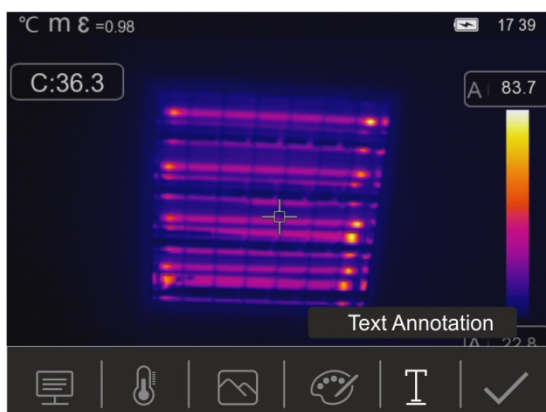 °C m ε =0.98 17 39
C:36.3
A 83.7
Text Annotation
A 22.8
T